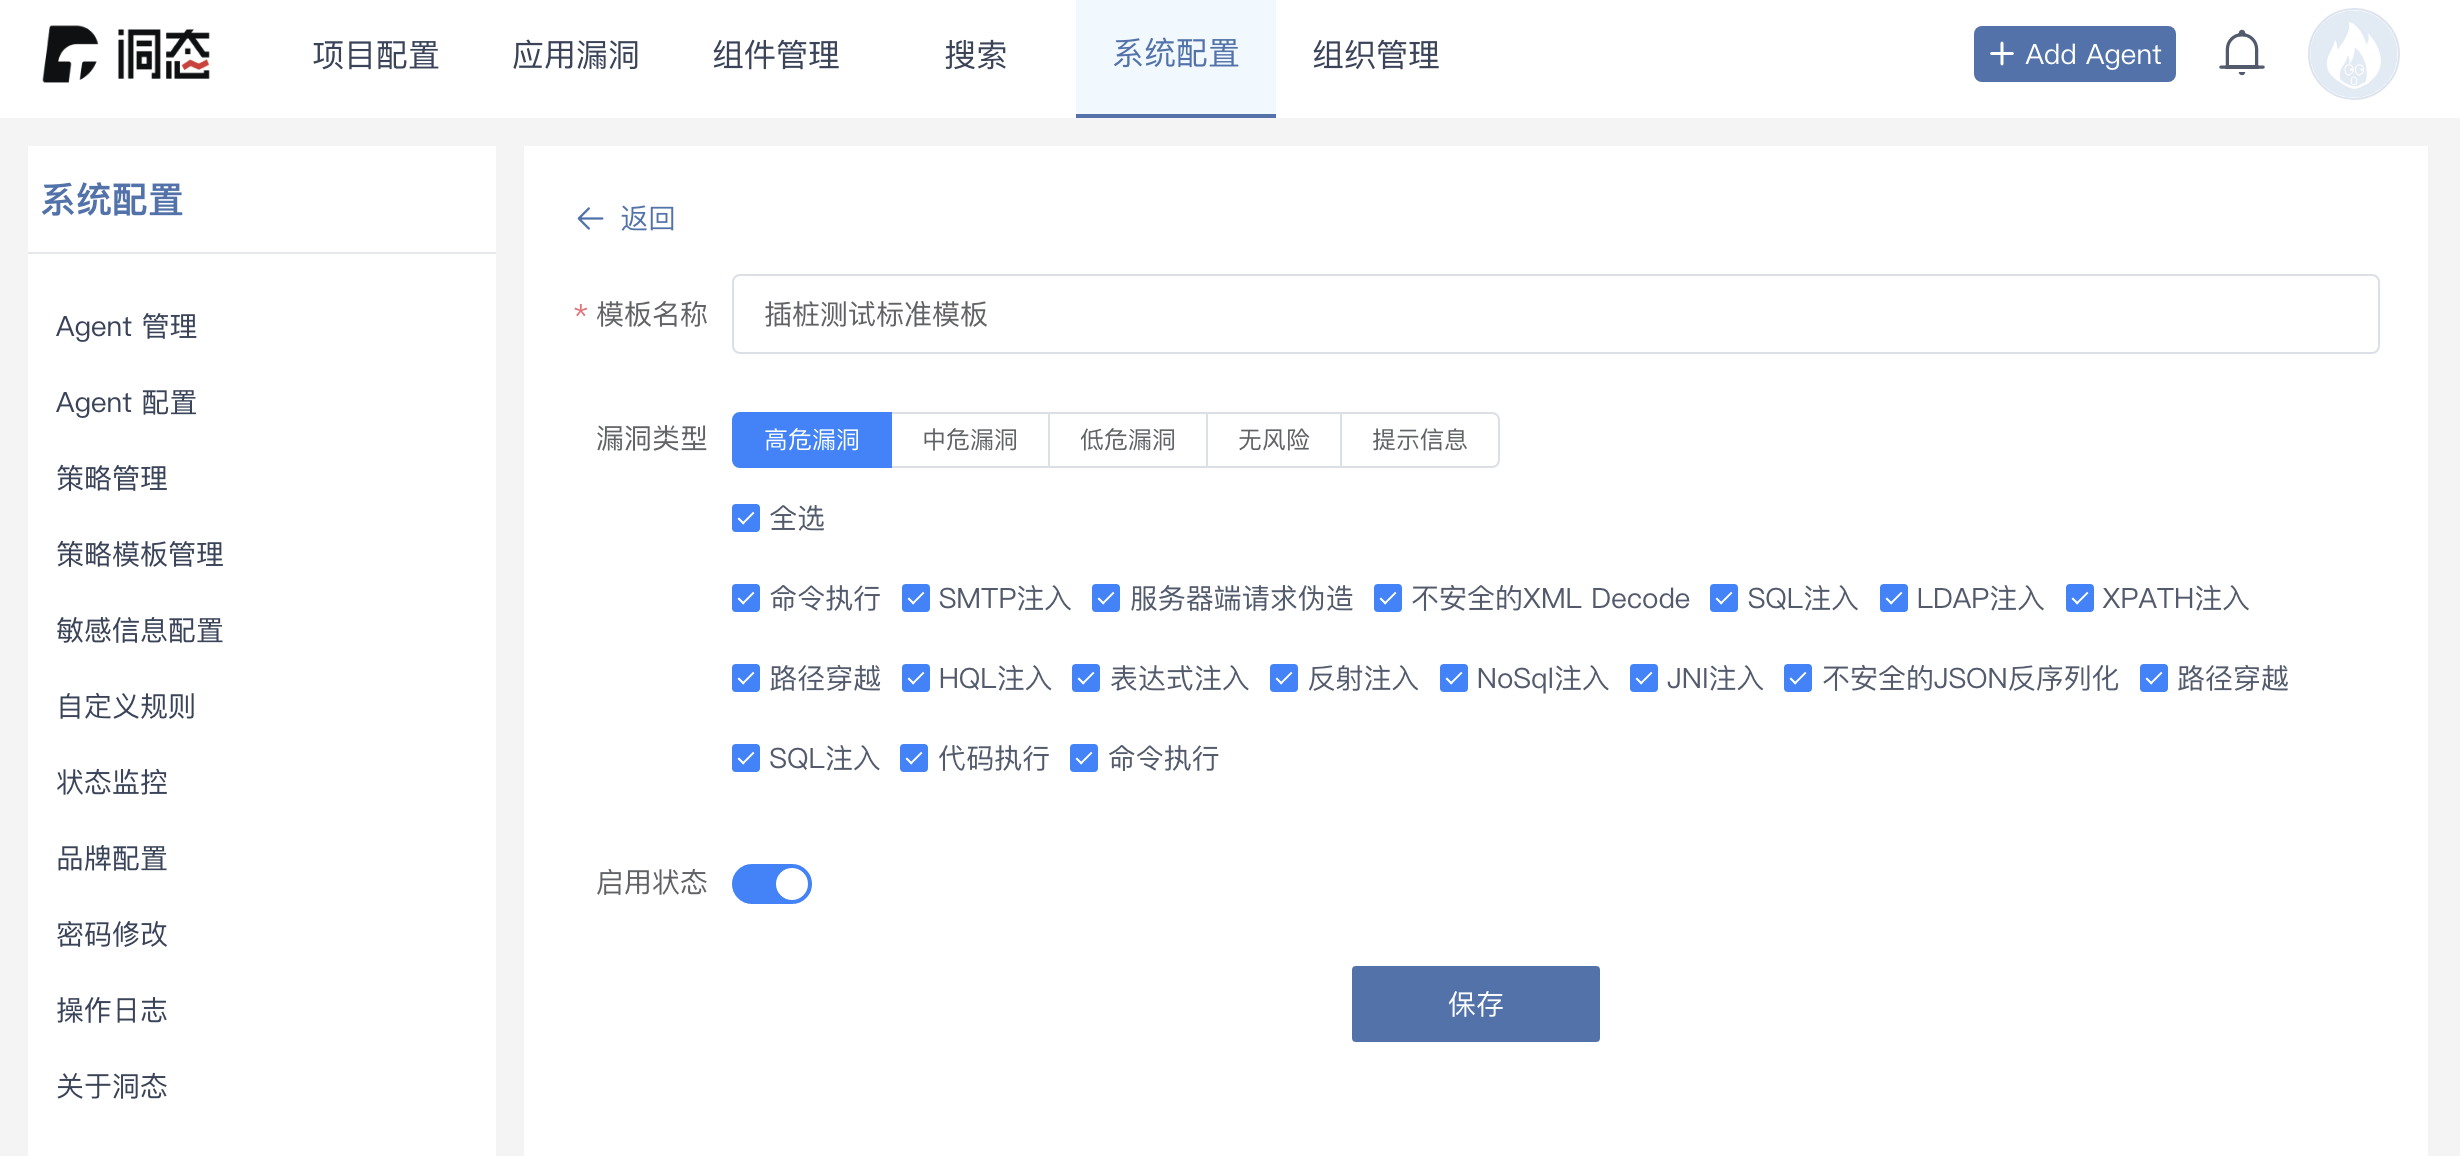 洞态 项目配置 应用漏洞 组件管理 搜索 系统配置 组织管理 + Add Agent
系统配置
Agent 管理
Agent 配置
策略管理
策略模板管理
敏感信息配置
自定义规则
状态监控
品牌配置
密码修改
操作日志
关于洞态
← 返回
* 模板名称 插桩测试标准模板
漏洞类型 高危漏洞 中危漏洞 低危漏洞 无风险 提示信息
全选
命令执行 SMTP注入 服务器端请求伪造 不安全的XML Decode SQL注入 LDAP注入 XPATH注入
路径穿越 HQL注入 表达式注入 反射注入 NoSql注入 JNI注入 不安全的JSON反序列化 路径穿越
SQL注入 代码执行 命令执行
启用状态
保存